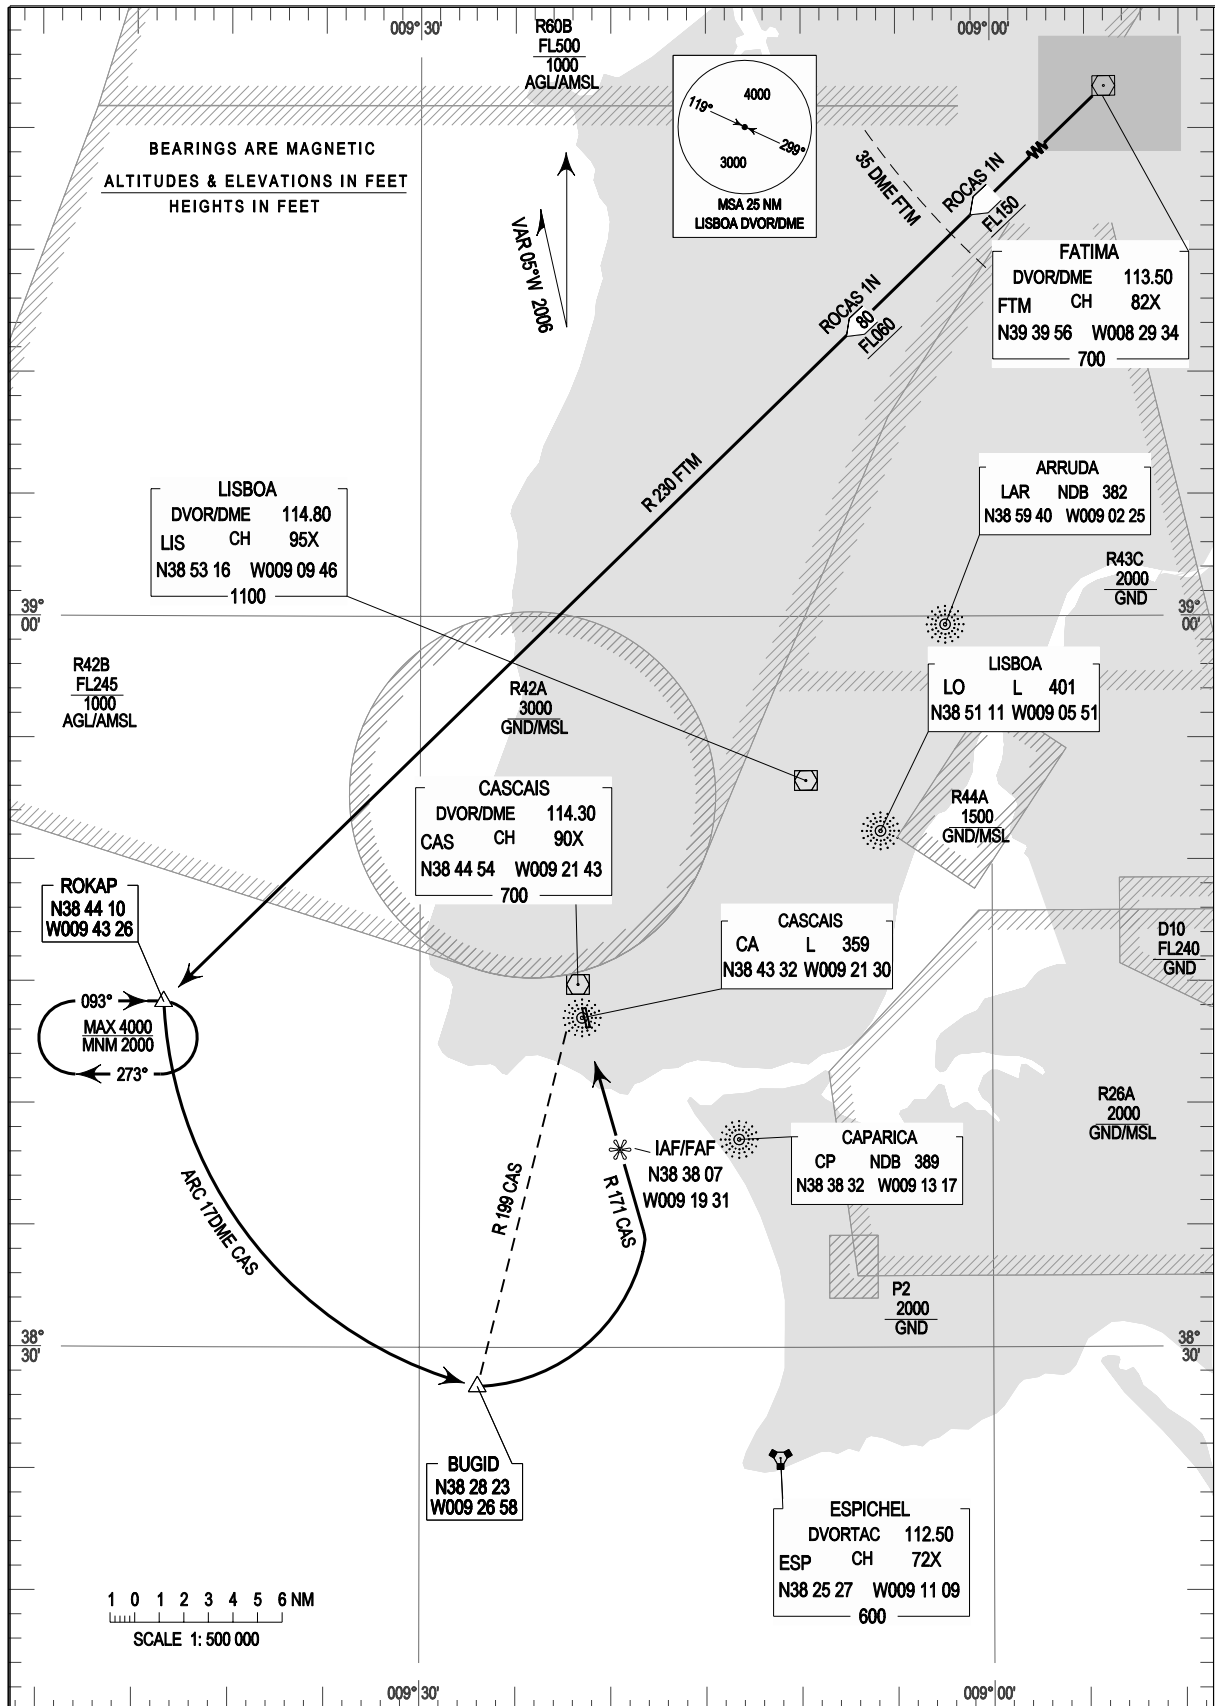 009° 30'
009° 00'
R60B
FL500
1000
AGL/AMSL
BEARINGS ARE MAGNETIC
ALTITUDES & ELEVATIONS IN FEET
HEIGHTS IN FEET
4000
119°
299°
3000
MSA 25 NM
LISBOA DVOR/DME
VAR 05°W 2006
35 DME FTM
ROCAS 1N
FL150
ROCAS 1N
80
FL060
FATIMA
DVOR/DME 113.50
FTM CH 82X
N39 39 56 W008 29 34
700
R 230 FTM
LISBOA
DVOR/DME 114.80
LIS CH 95X
N38 53 16 W009 09 46
1100
ARRUDA
LAR NDB 382
N38 59 40 W009 02 25
R43C
2000
GND
39°
00'
39°
00'
R42B
FL245
1000
AGL/AMSL
R42A
3000
GND/MSL
LISBOA
LO L 401
N38 51 11 W009 05 51
CASCAIS
DVOR/DME 114.30
CAS CH 90X
N38 44 54 W009 21 43
700
R44A
1500
GND/MSL
ROKAP
N38 44 10
W009 43 26
CASCAIS
CA L 359
N38 43 32 W009 21 30
D10
FL240
GND
093°
MAX 4000
MNM 2000
273°
R26A
2000
GND/MSL
IAF/FAF
N38 38 07
W009 19 31
CAPARICA
CP NDB 389
N38 38 32 W009 13 17
ARC 17DME CAS
R 199 CAS
R 171 CAS
P2
2000
GND
38°
30'
38°
30'
BUGID
N38 28 23
W009 26 58
ESPICHEL
DVORTAC 112.50
ESP CH 72X
N38 25 27 W009 11 09
600
1 0 1 2 3 4 5 6 NM
SCALE 1: 500 000
009° 30'
009° 00'